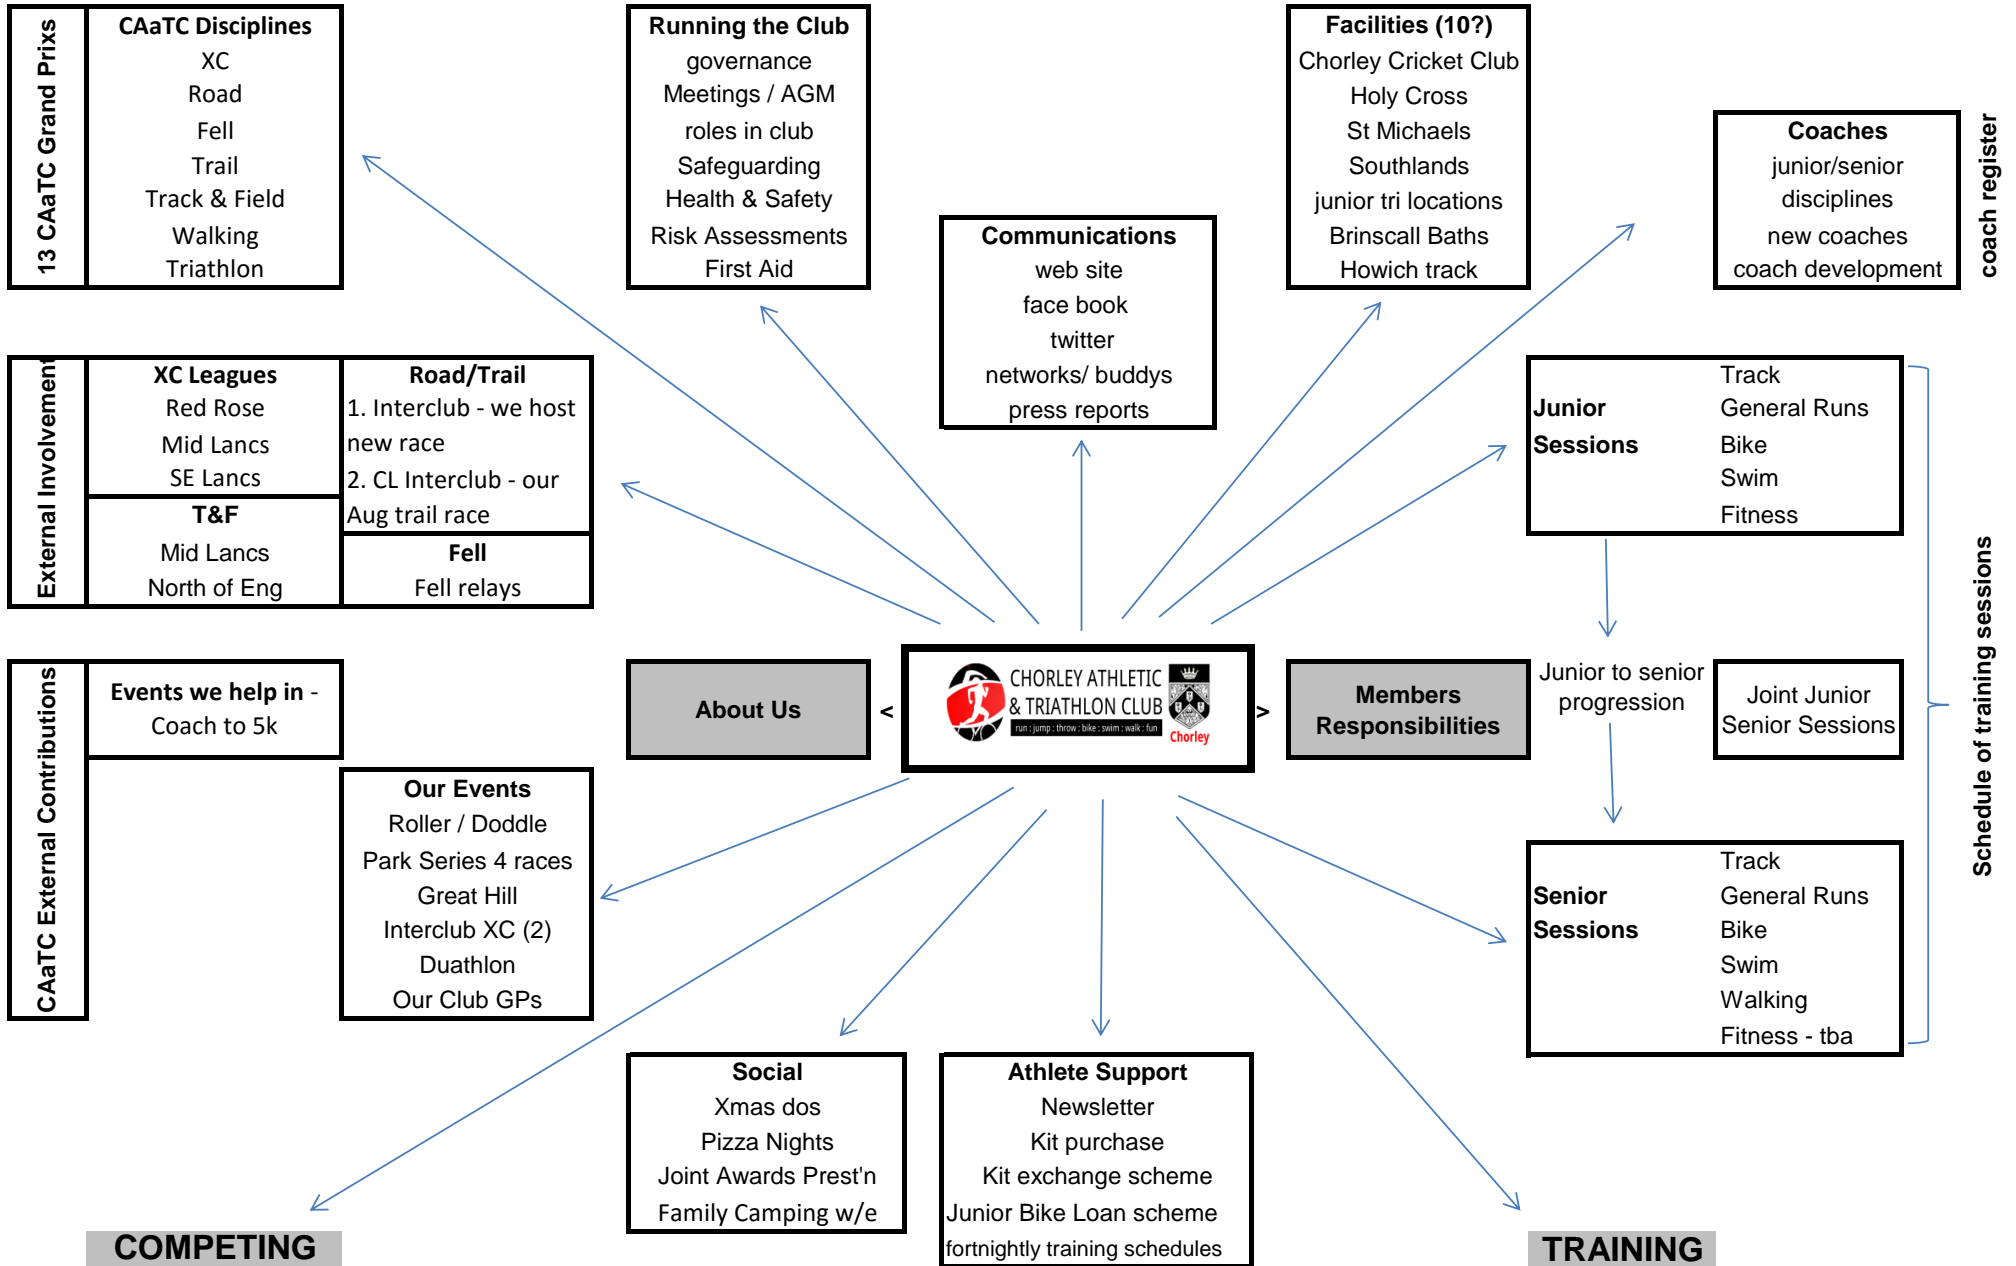 13 CAaTC Grand Prixs
CAaTC Disciplines
XC
Road
Fell
Trail
Track & Field
Walking
Triathlon
Running the Club
governance
Meetings / AGM
roles in club
Safeguarding
Health & Safety
Risk Assessments
First Aid
Communications
web site
face book
twitter
networks/ buddys
press reports
Facilities (10?)
Chorley Cricket Club
Holy Cross
St Michaels
Southlands
junior tri locations
Brinscall Baths
Howich track
Coaches
junior/senior
disciplines
new coaches
coach development
coach register
External Involvement
XC Leagues
Red Rose
Mid Lancs
SE Lancs
T&F
Mid Lancs
North of Eng
Road/Trail
1. Interclub - we host
new race
2. CL Interclub - our
Aug trail race
Fell
Fell relays
Junior
Sessions
Track
General Runs
Bike
Swim
Fitness
CAaTC External Contributions
Events we help in -
Coach to 5k
Our Events
Roller / Doddle
Park Series 4 races
Great Hill
Interclub XC (2)
Duathlon
Our Club GPs
About Us
<
CHORLEY ATHLETIC
& TRIATHLON CLUB
run : jump : throw : bike : swim : walk : fun
Chorley
>
Members
Responsibilities
Junior to senior
progression
Joint Junior
Senior Sessions
Schedule of training sessions
Senior
Sessions
Track
General Runs
Bike
Swim
Walking
Fitness - tba
Social
Xmas dos
Pizza Nights
Joint Awards Prest'n
Family Camping w/e
Athlete Support
Newsletter
Kit purchase
Kit exchange scheme
Junior Bike Loan scheme
fortnightly training schedules
COMPETING
TRAINING